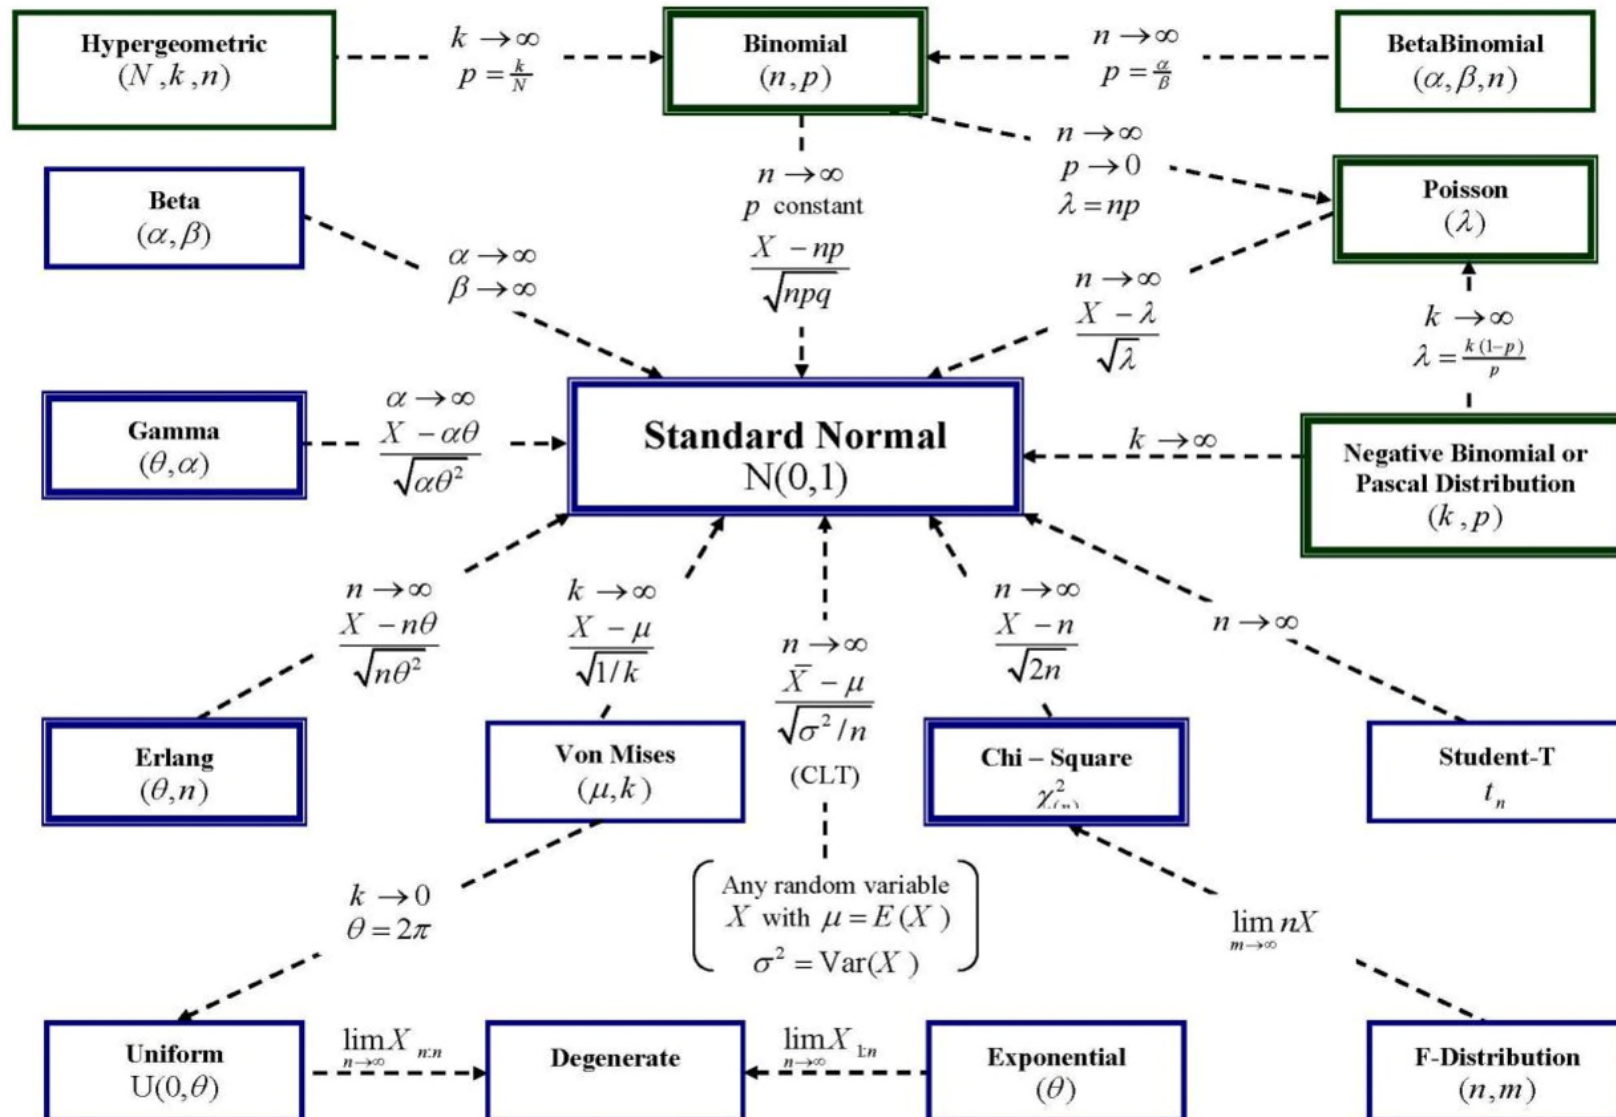 Hypergeometric
(N, k, n)
k → ∞
p = k/N
Binomial
(n, p)
n → ∞
p = α/β
BetaBinomial
(α, β, n)
Beta
(α, β)
n → ∞
p constant
X − np
√npq
n → ∞
p → 0
λ = np
Poisson
(λ)
α → ∞
β → ∞
n → ∞
X − λ
√λ
k → ∞
λ = k(1−p)/p
Gamma
(θ, α)
α → ∞
X − αθ
√αθ²
Standard Normal
N(0,1)
k → ∞
Negative Binomial or
Pascal Distribution
(k, p)
n → ∞
X − nθ
√nθ²
k → ∞
X − μ
√1/k
n → ∞
X̄ − μ
√σ²/n
(CLT)
n → ∞
X − n
√2n
n → ∞
Erlang
(θ, n)
Von Mises
(μ, k)
Chi – Square
χ²(n)
Student-T
tₙ
k → 0
θ = 2π
Any random variable
X with μ = E(X)
σ² = Var(X)
lim nX
m→∞
Uniform
U(0, θ)
lim X n:n
n→∞
Degenerate
lim X 1:n
n→∞
Exponential
(θ)
F-Distribution
(n, m)